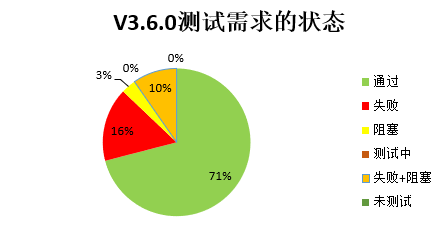 V3.6.0测试需求的状态
0%
0%
3%
10%
16%
71%
通过
失败
阻塞
测试中
失败+阻塞
未测试